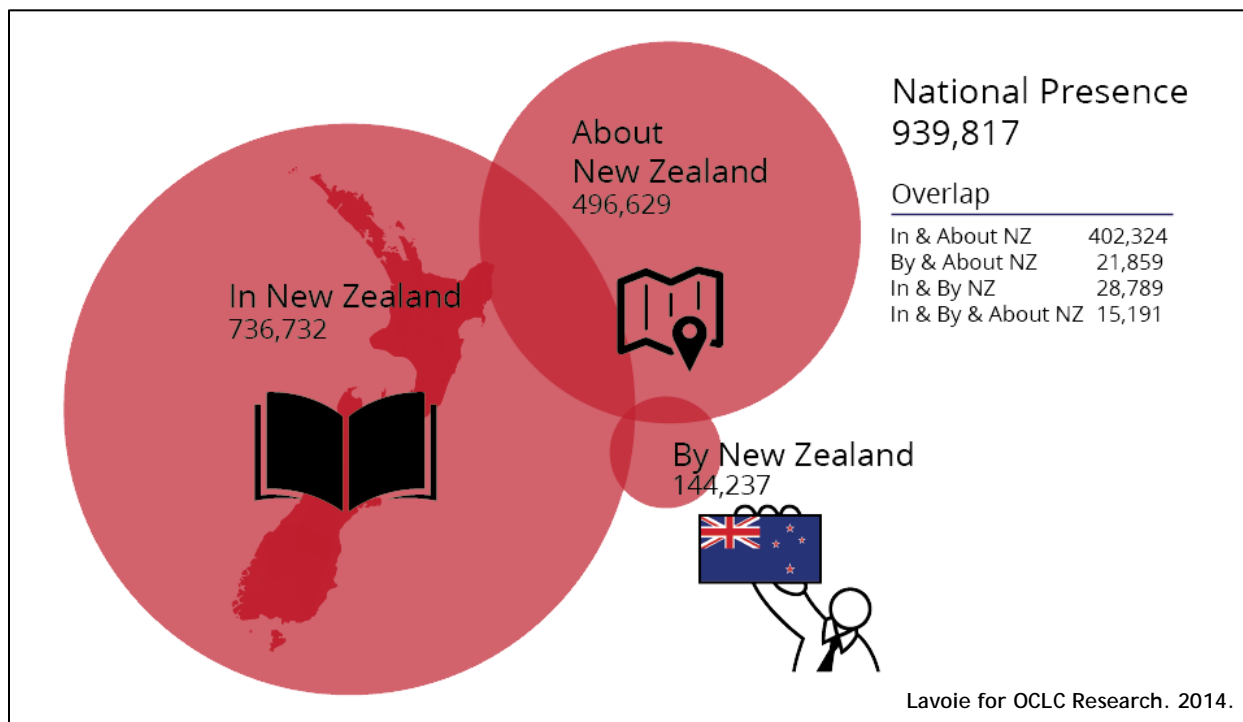 National Presence
939,817
About
New Zealand
496,629
Overlap
In & About NZ 402,324
By & About NZ 21,859
In & By NZ 28,789
In & By & About NZ 15,191
In New Zealand
736,732
By New Zealand
144,237
Lavoie for OCLC Research. 2014.